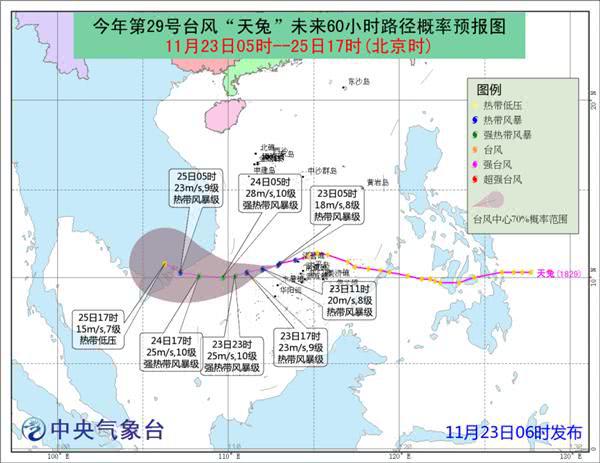 今年第29号台风“天兔”未来60小时路径概率预报图
11月23日05时--25日17时(北京时)
东沙岛
20°N
图例
热带低压
热带风暴
强热带风暴
台风
强台风
超强台风
台风中心70%概率范围
北礁
中建岛
中沙群岛
黄岩岛
25日05时
23m/s,9级
热带风暴级
24日05时
28m/s,10级
强热带风暴级
23日05时
18m/s,8级
热带风暴级
天兔(1829)
10°N
华阳礁
23日11时
20m/s,8级
热带风暴级
25日17时
15m/s,7级
热带低压
24日17时
25m/s,10级
强热带风暴级
23日23时
25m/s,10级
强热带风暴级
23日17时
23m/s,9级
热带风暴级
中央气象台
11月23日06时发布
100°E
110°E
120°E
130°E